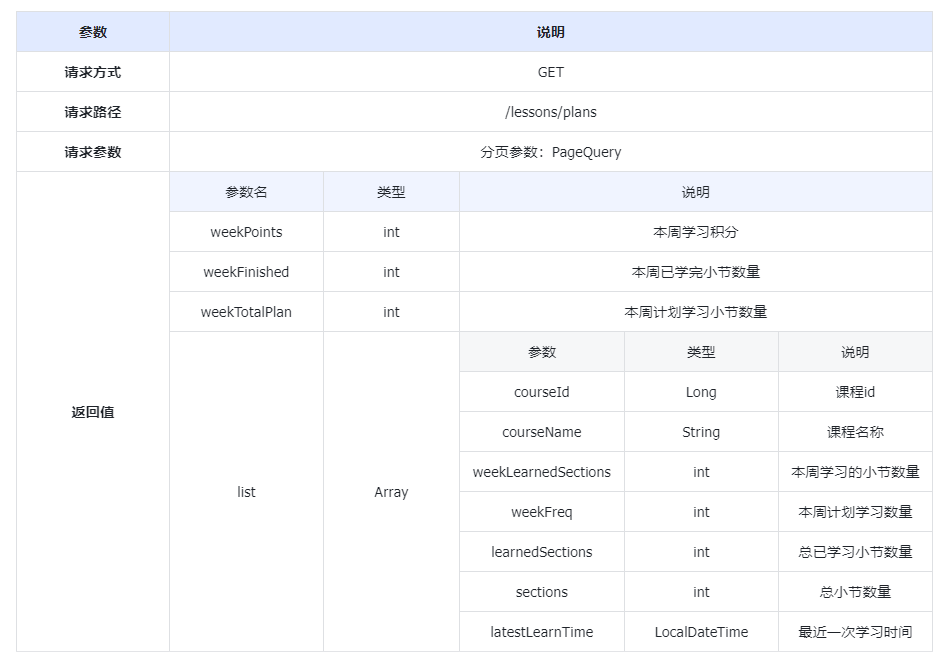 参数 说明
请求方式 GET
请求路径 /lessons/plans
请求参数 分页参数：PageQuery
返回值
参数名 类型 说明
weekPoints int 本周学习积分
weekFinished int 本周已学完小节数量
weekTotalPlan int 本周计划学习小节数量
list Array
参数 类型 说明
courseId Long 课程id
courseName String 课程名称
weekLearnedSections int 本周学习的小节数量
weekFreq int 本周计划学习数量
learnedSections int 总已学习小节数量
sections int 总小节数量
latestLearnTime LocalDateTime 最近一次学习时间